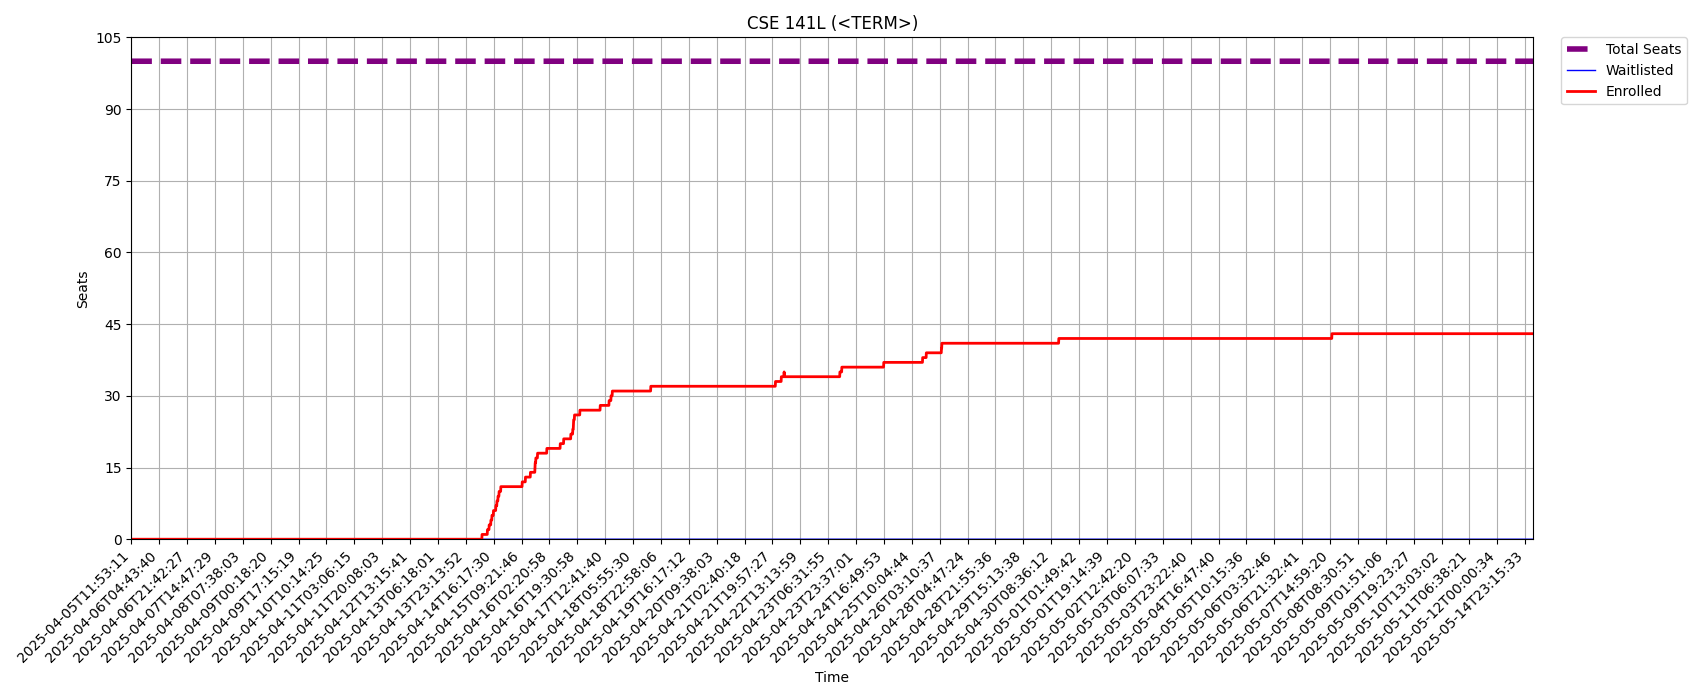 CSE 141L (<TERM>)
Total Seats
Waitlisted
Enrolled
105
90
75
60
45
30
15
0
Seats
2025-04-05T11:53:11
2025-04-06T04:43:40
2025-04-06T21:42:27
2025-04-07T14:47:29
2025-04-08T07:38:03
2025-04-09T00:18:20
2025-04-09T17:15:19
2025-04-10T10:14:25
2025-04-11T03:06:15
2025-04-11T20:08:03
2025-04-12T13:15:41
2025-04-13T06:18:01
2025-04-13T23:13:52
2025-04-14T16:17:30
2025-04-15T09:21:46
2025-04-16T02:20:58
2025-04-16T19:30:58
2025-04-17T12:41:40
2025-04-18T05:55:30
2025-04-18T22:58:06
2025-04-19T16:17:12
2025-04-20T09:38:03
2025-04-21T02:40:18
2025-04-21T19:57:27
2025-04-22T13:13:59
2025-04-23T06:31:55
2025-04-23T23:37:01
2025-04-24T16:49:53
2025-04-25T10:04:44
2025-04-26T03:10:37
2025-04-28T04:47:24
2025-04-28T21:55:36
2025-04-29T15:13:38
2025-04-30T08:36:12
2025-05-01T01:49:42
2025-05-01T19:14:39
2025-05-02T12:42:20
2025-05-03T06:07:33
2025-05-03T23:22:40
2025-05-04T16:47:40
2025-05-05T10:15:36
2025-05-06T03:32:46
2025-05-06T21:32:41
2025-05-07T14:59:20
2025-05-08T08:30:51
2025-05-09T01:51:06
2025-05-09T19:23:27
2025-05-10T13:03:02
2025-05-11T06:38:21
2025-05-12T00:00:34
2025-05-14T23:15:33
Time